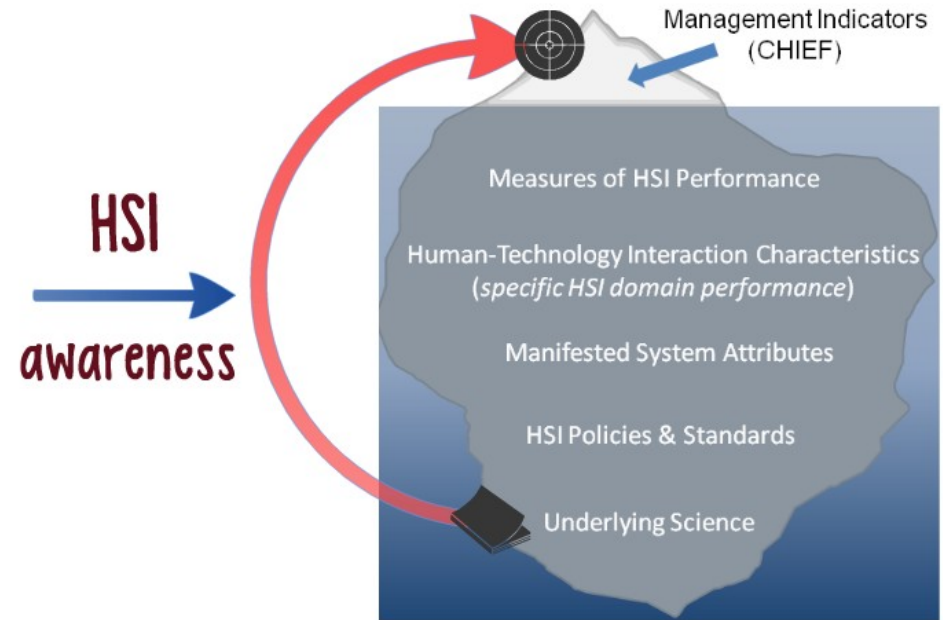 Management Indicators
(CHIEF)
Measures of HSI Performance
Human-Technology Interaction Characteristics
(specific HSI domain performance)
Manifested System Attributes
HSI Policies & Standards
Underlying Science
HSI
awareness